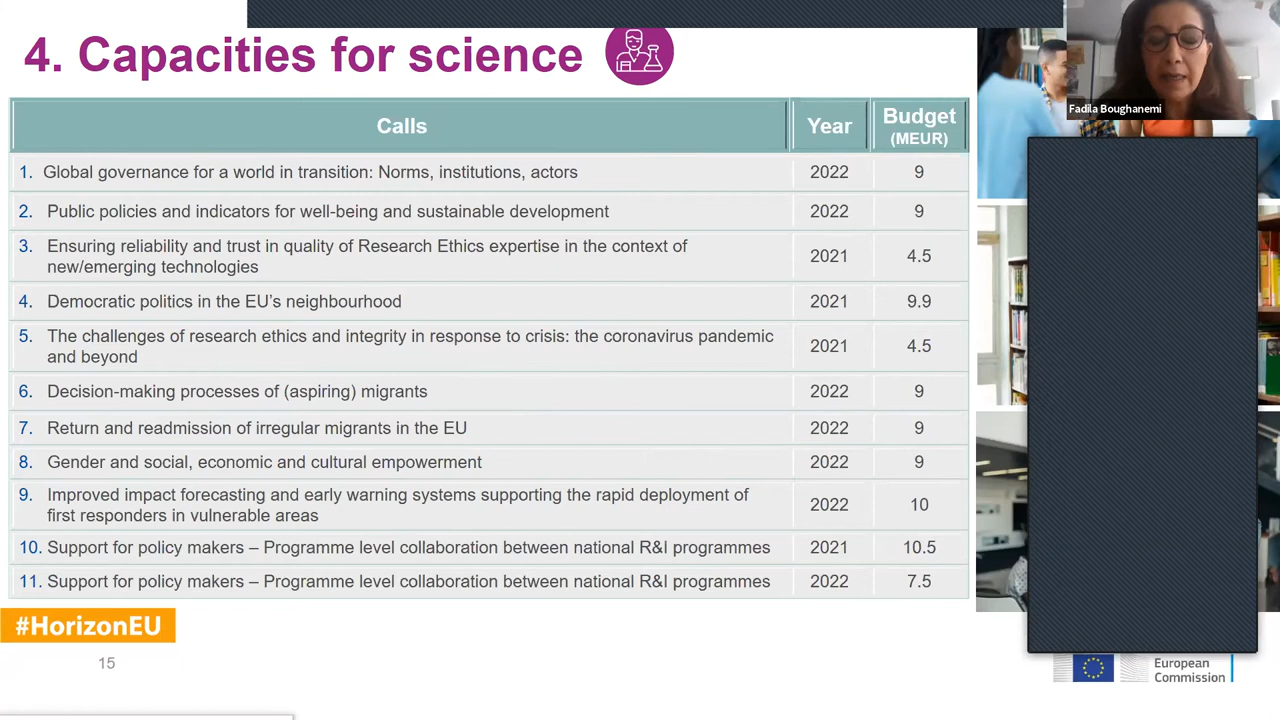 4. Capacities for science
Calls
Year
Budget
(MEUR)
1. Global governance for a world in transition: Norms, institutions, actors
2022
9
2. Public policies and indicators for well-being and sustainable development
2022
9
3. Ensuring reliability and trust in quality of Research Ethics expertise in the context of
new/emerging technologies
2021
4.5
4. Democratic politics in the EU’s neighbourhood
2021
9.9
5. The challenges of research ethics and integrity in response to crisis: the coronavirus pandemic
and beyond
2021
4.5
6. Decision-making processes of (aspiring) migrants
2022
9
7. Return and readmission of irregular migrants in the EU
2022
9
8. Gender and social, economic and cultural empowerment
2022
9
9. Improved impact forecasting and early warning systems supporting the rapid deployment of
first responders in vulnerable areas
2022
10
10. Support for policy makers – Programme level collaboration between national R&I programmes
2021
10.5
11. Support for policy makers – Programme level collaboration between national R&I programmes
2022
7.5
#HorizonEU
15
Fadila Boughanemi
European
Commission